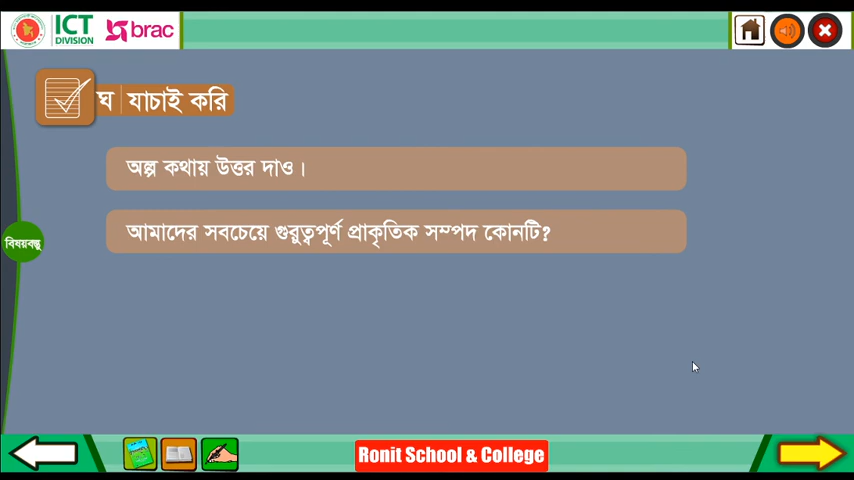 ICT
DIVISION
brac
ঘ যাচাই করি
অল্প কথায় উত্তর দাও।
আমাদের সবচেয়ে গুরুত্বপূর্ণ প্রাকৃতিক সম্পদ কোনটি?
বিষয়বস্তু
Ronit School & College